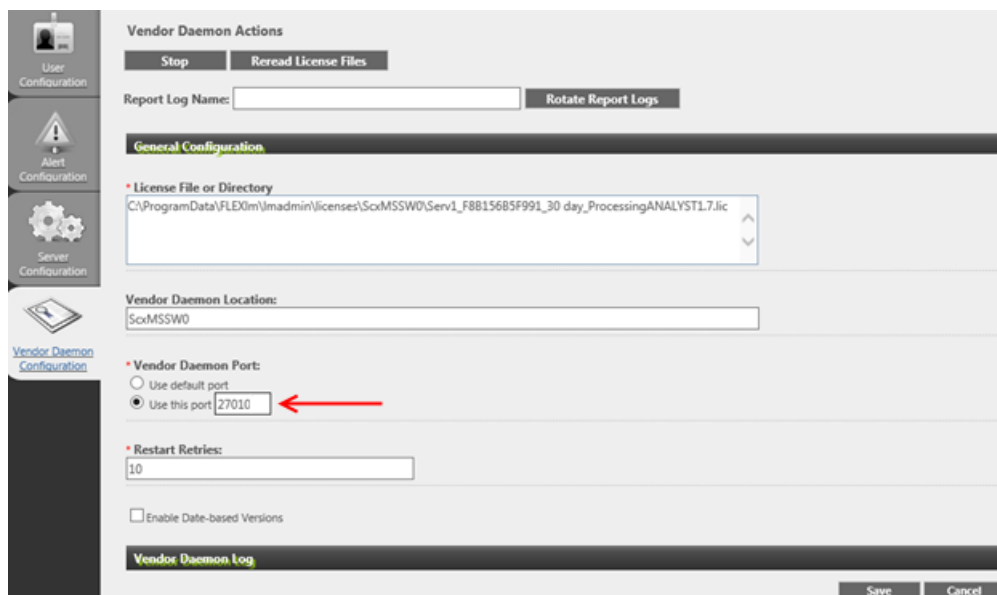 User
Configuration
Alert
Configuration
Server
Configuration
Vendor Daemon
Configuration
Vendor Daemon Actions
Stop
Reread License Files
Report Log Name:
Rotate Report Logs
General Configuration
* License File or Directory
C:\ProgramData\FLEXlm\lmadmin\licenses\ScxMSSW0\Serv1_F8B156B5F991_30 day_ProcessingANALYST1.7.lic
Vendor Daemon Location:
ScxMSSW0
* Vendor Daemon Port:
Use default port
Use this port 27010
* Restart Retries:
10
Enable Date-based Versions
Vendor Daemon Log
Save
Cancel